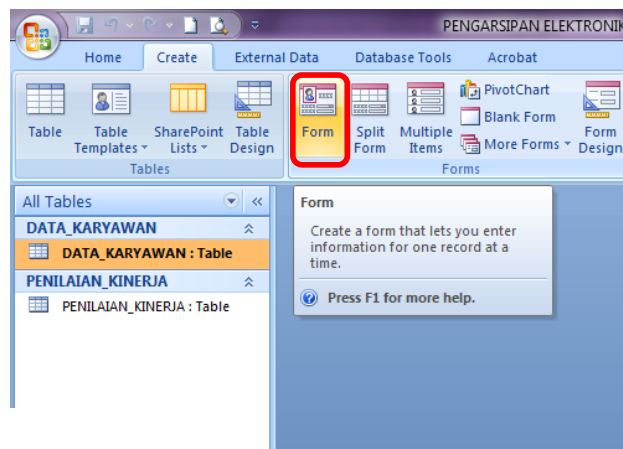 PENGARSIPAN ELEKTRONIK
Home Create External Data Database Tools Acrobat
Table
Table Templates
SharePoint Lists
Table Design
Tables
Form
Split Form
Multiple Items
PivotChart
Blank Form
More Forms
Form Design
Forms
All Tables
DATA_KARYAWAN
DATA_KARYAWAN : Table
PENILAIAN_KINERJA
PENILAIAN_KINERJA : Table
Form
Create a form that lets you enter
information for one record at a
time.
Press F1 for more help.